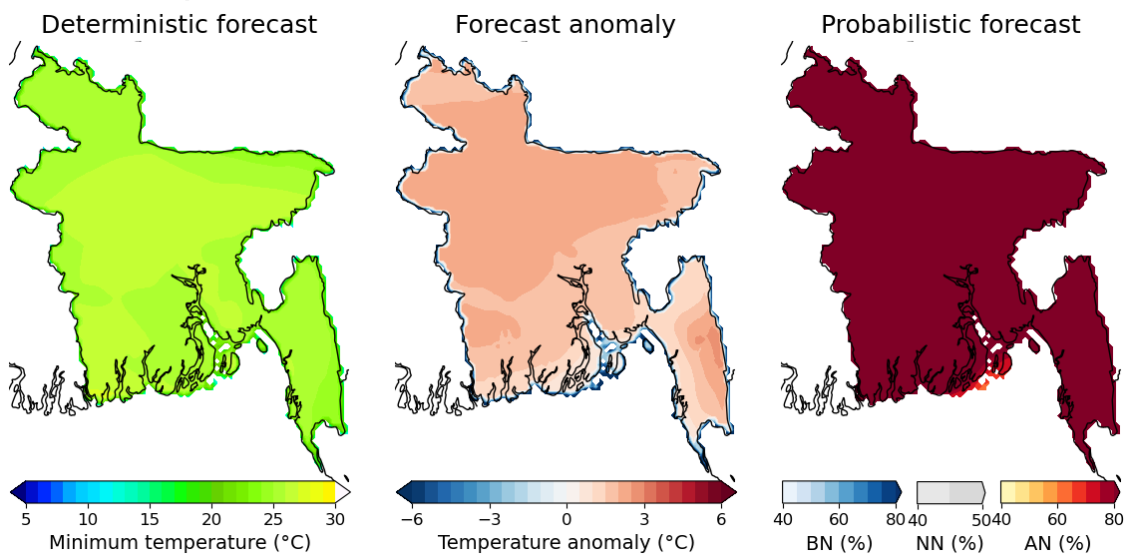 Deterministic forecast Forecast anomaly Probabilistic forecast
5 10 15 20 25 30 −6 −3 0 3 6 40 60 80 40 50 40 60 80
Minimum temperature (°C) Temperature anomaly (°C) BN (%) NN (%) AN (%)